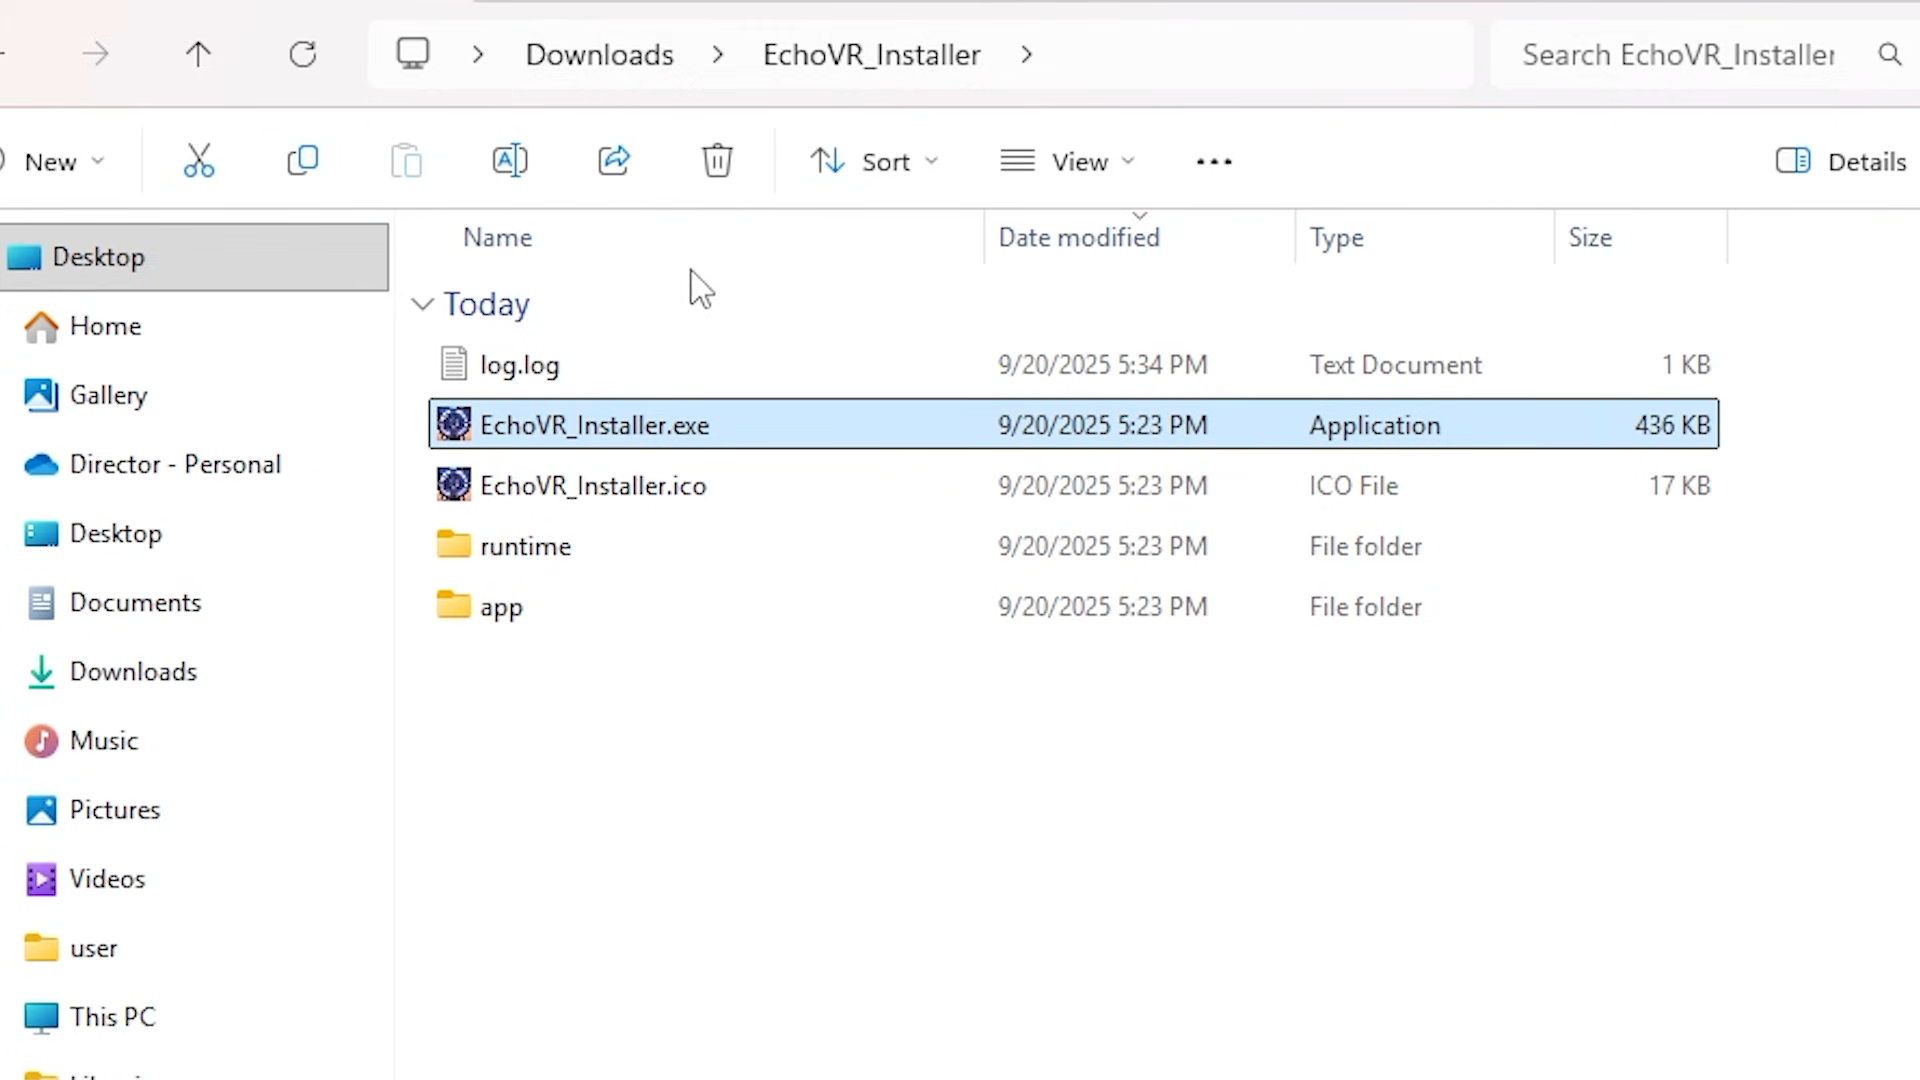 Downloads > EchoVR_Installer >
Search EchoVR_Installer
New
Sort
View
Details
Name Date modified Type Size
Today
log.log 9/20/2025 5:34 PM Text Document 1 KB
EchoVR_Installer.exe 9/20/2025 5:23 PM Application 436 KB
EchoVR_Installer.ico 9/20/2025 5:23 PM ICO File 17 KB
runtime 9/20/2025 5:23 PM File folder
app 9/20/2025 5:23 PM File folder
Desktop
Home
Gallery
Director - Personal
Desktop
Documents
Downloads
Music
Pictures
Videos
user
This PC